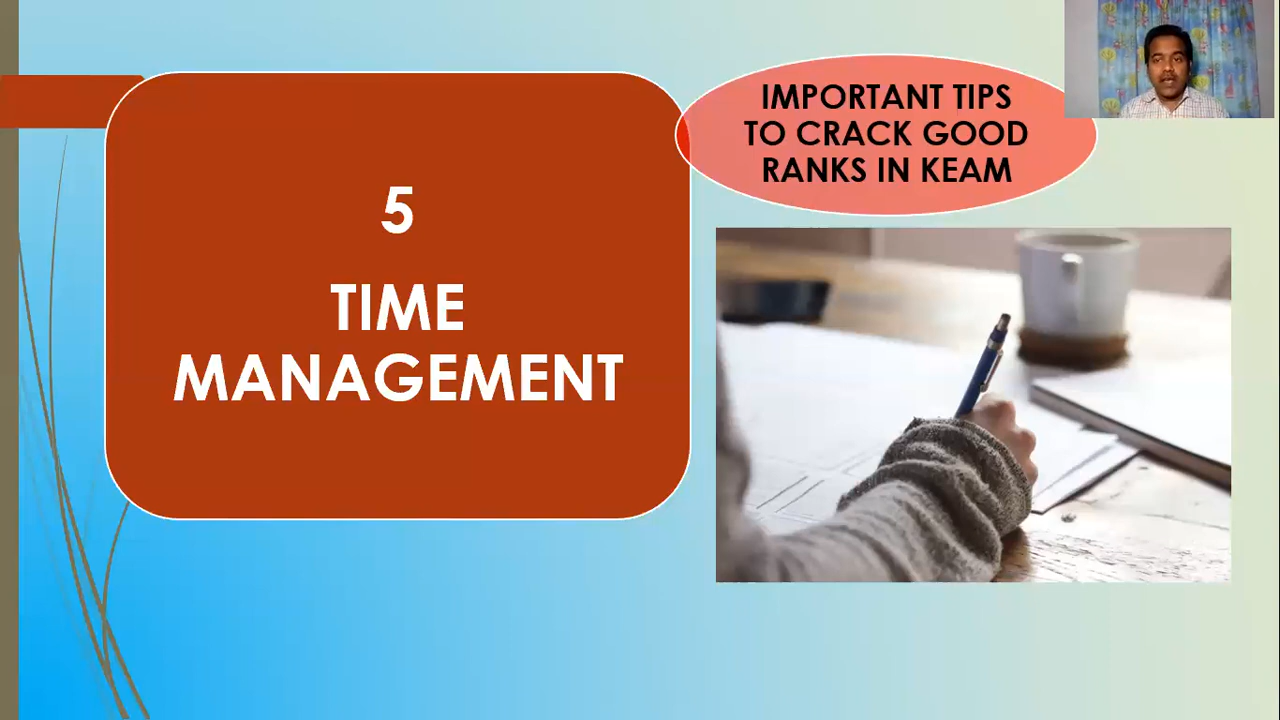 5
TIME
MANAGEMENT
IMPORTANT TIPS
TO CRACK GOOD
RANKS IN KEAM